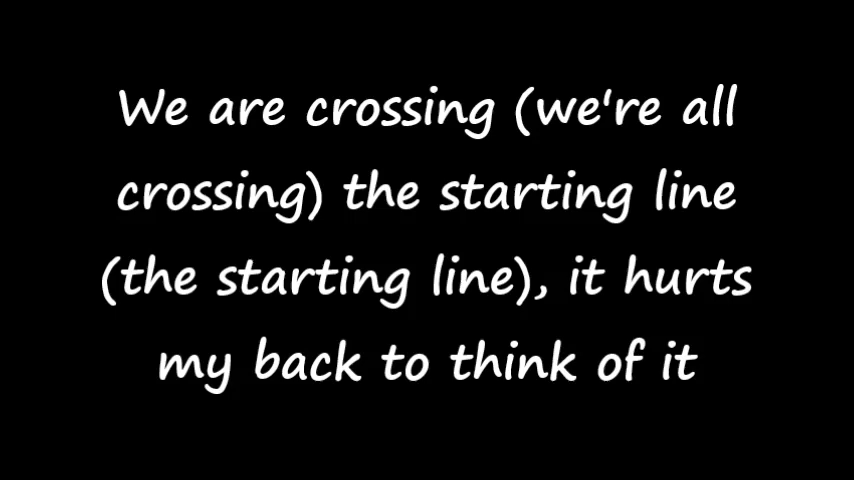 We are crossing (we're all
crossing) the starting line
(the starting line), it hurts
my back to think of it